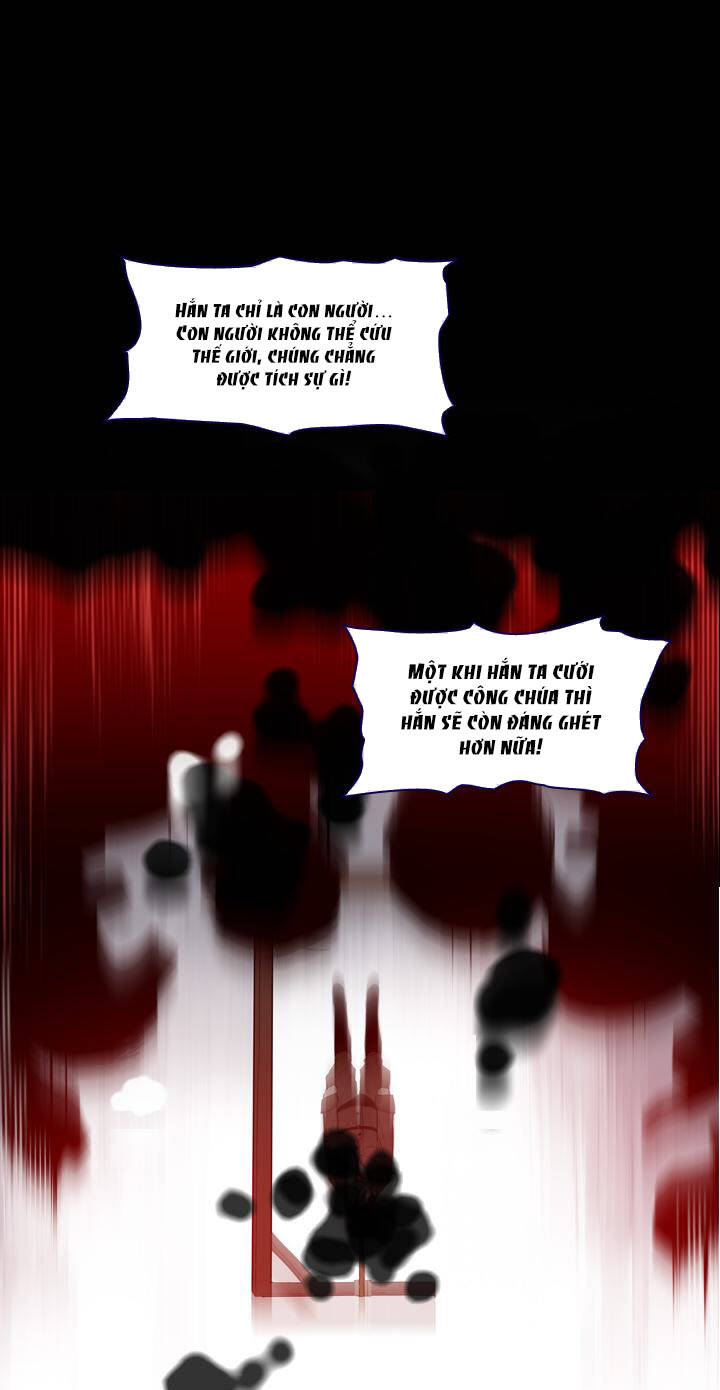 HẮN TA CHỈ LÀ CON NGƯỜI...
CON NGƯỜI KHÔNG THỂ CỨU
THẾ GIỚI, CHÚNG CHẲNG
ĐƯỢC TÍCH SỰ GÌ!
MỘT KHI HẮN TA CƯỚI
ĐƯỢC CÔNG CHÚA THÌ
HẮN SẼ CÒN ĐÁNG GHÉT
HƠN NỮA!